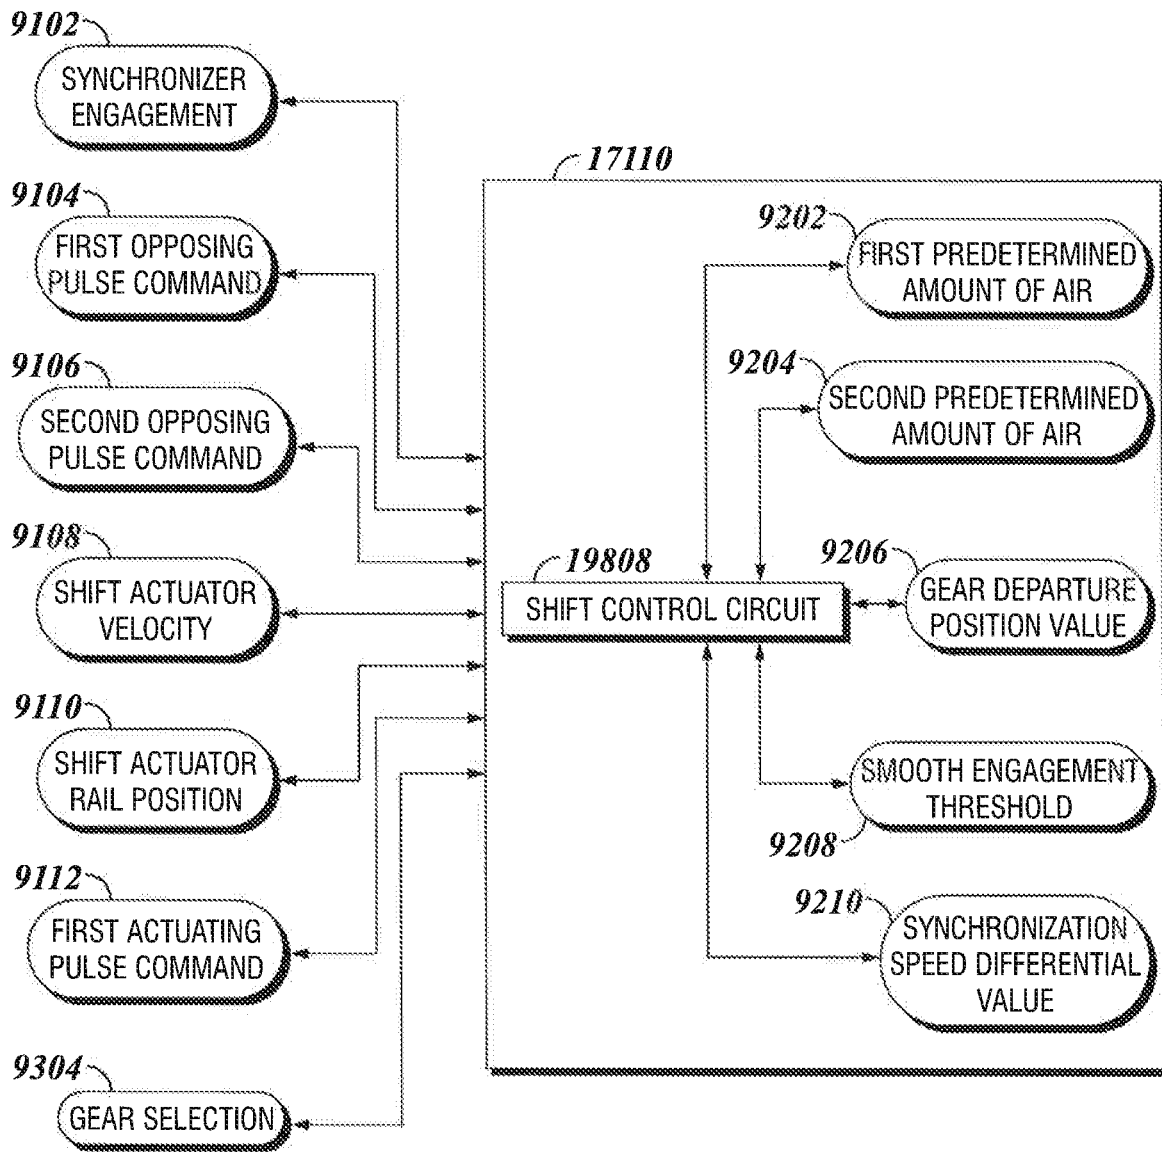 9102
SYNCHRONIZER
ENGAGEMENT
9104
FIRST OPPOSING
PULSE COMMAND
9106
SECOND OPPOSING
PULSE COMMAND
9108
SHIFT ACTUATOR
VELOCITY
9110
SHIFT ACTUATOR
RAIL POSITION
9112
FIRST ACTUATING
PULSE COMMAND
9304
GEAR SELECTION
17110
9202
FIRST PREDETERMINED
AMOUNT OF AIR
9204
SECOND PREDETERMINED
AMOUNT OF AIR
19808
SHIFT CONTROL CIRCUIT
9206
GEAR DEPARTURE
POSITION VALUE
SMOOTH ENGAGEMENT
THRESHOLD
9208
9210
SYNCHRONIZATION
SPEED DIFFERENTIAL
VALUE